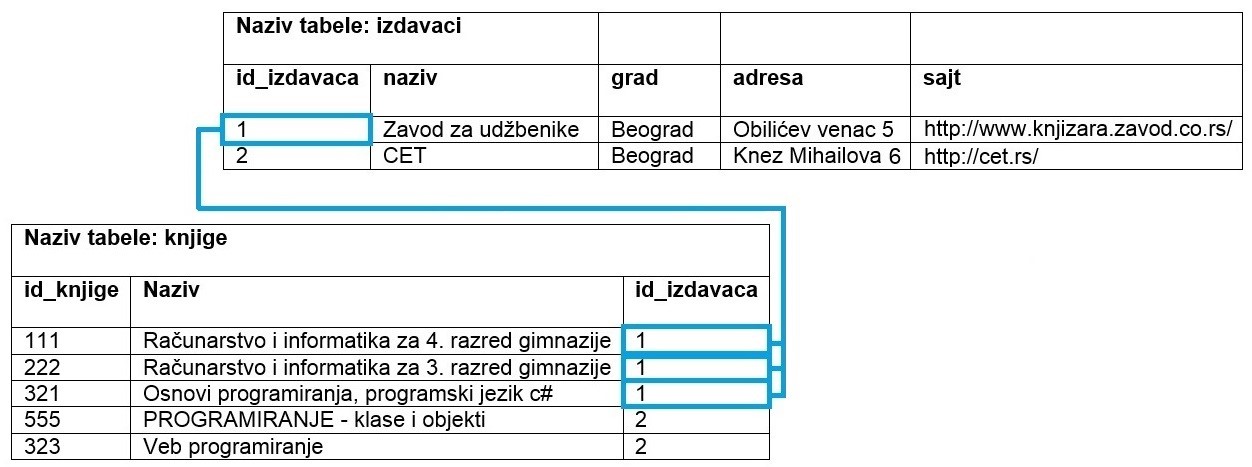 Naziv tabele: izdavaci
id_izdavaca naziv grad adresa sajt
1 Zavod za udžbenike Beograd Obilićev venac 5 http://www.knjizara.zavod.co.rs/
2 CET Beograd Knez Mihailova 6 http://cet.rs/
Naziv tabele: knjige
id_knjige Naziv id_izdavaca
111 Računarstvo i informatika za 4. razred gimnazije 1
222 Računarstvo i informatika za 3. razred gimnazije 1
321 Osnovi programiranja, programski jezik c# 1
555 PROGRAMIRANJE - klase i objekti 2
323 Veb programiranje 2